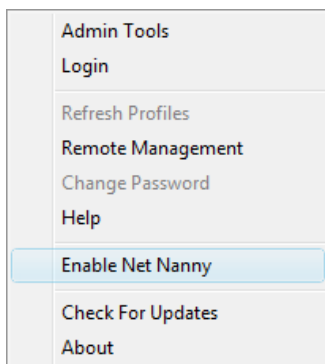 Admin Tools
Login
Refresh Profiles
Remote Management
Change Password
Help
Enable Net Nanny
Check For Updates
About